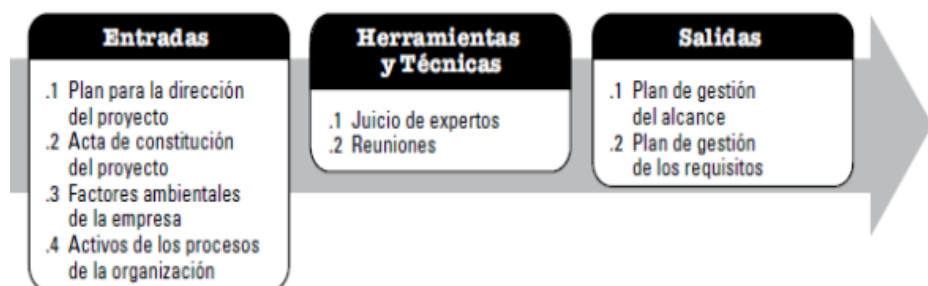 Entradas
.1 Plan para la dirección
del proyecto
.2 Acta de constitución
del proyecto
.3 Factores ambientales
de la empresa
.4 Activos de los procesos
de la organización
Herramientas
y Técnicas
.1 Juicio de expertos
.2 Reuniones
Salidas
.1 Plan de gestión
del alcance
.2 Plan de gestión
de los requisitos